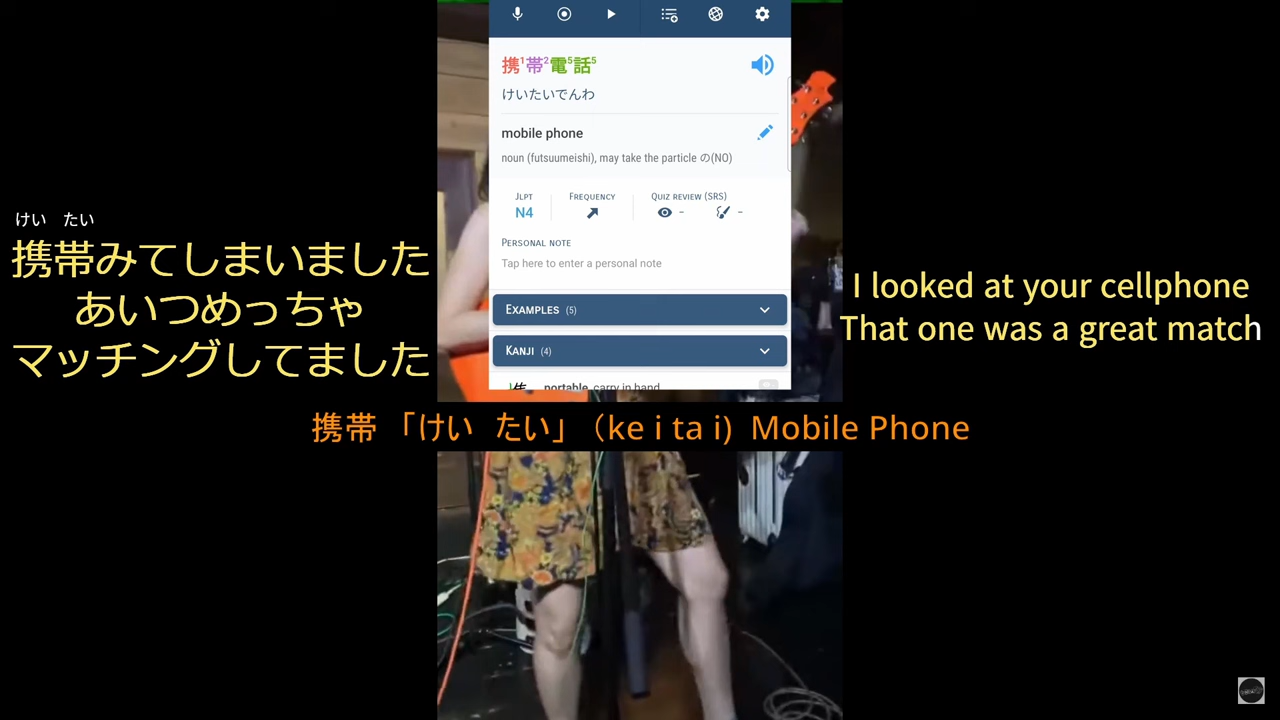 携¹帯²電⁵話⁵
けいたいでんわ
mobile phone
noun (futsuumeishi), may take the particle の(NO)
JLPT FREQUENCY QUIZ REVIEW (SRS)
N4 - -
PERSONAL NOTE
Tap here to enter a personal note
EXAMPLES (5)
KANJI (4)
portable, carry in hand
けい たい
携帯みてしまいました
あいつめっちゃ
マッチングしてました
I looked at your cellphone
That one was a great match
携帯「けい たい」(ke i ta i) Mobile Phone